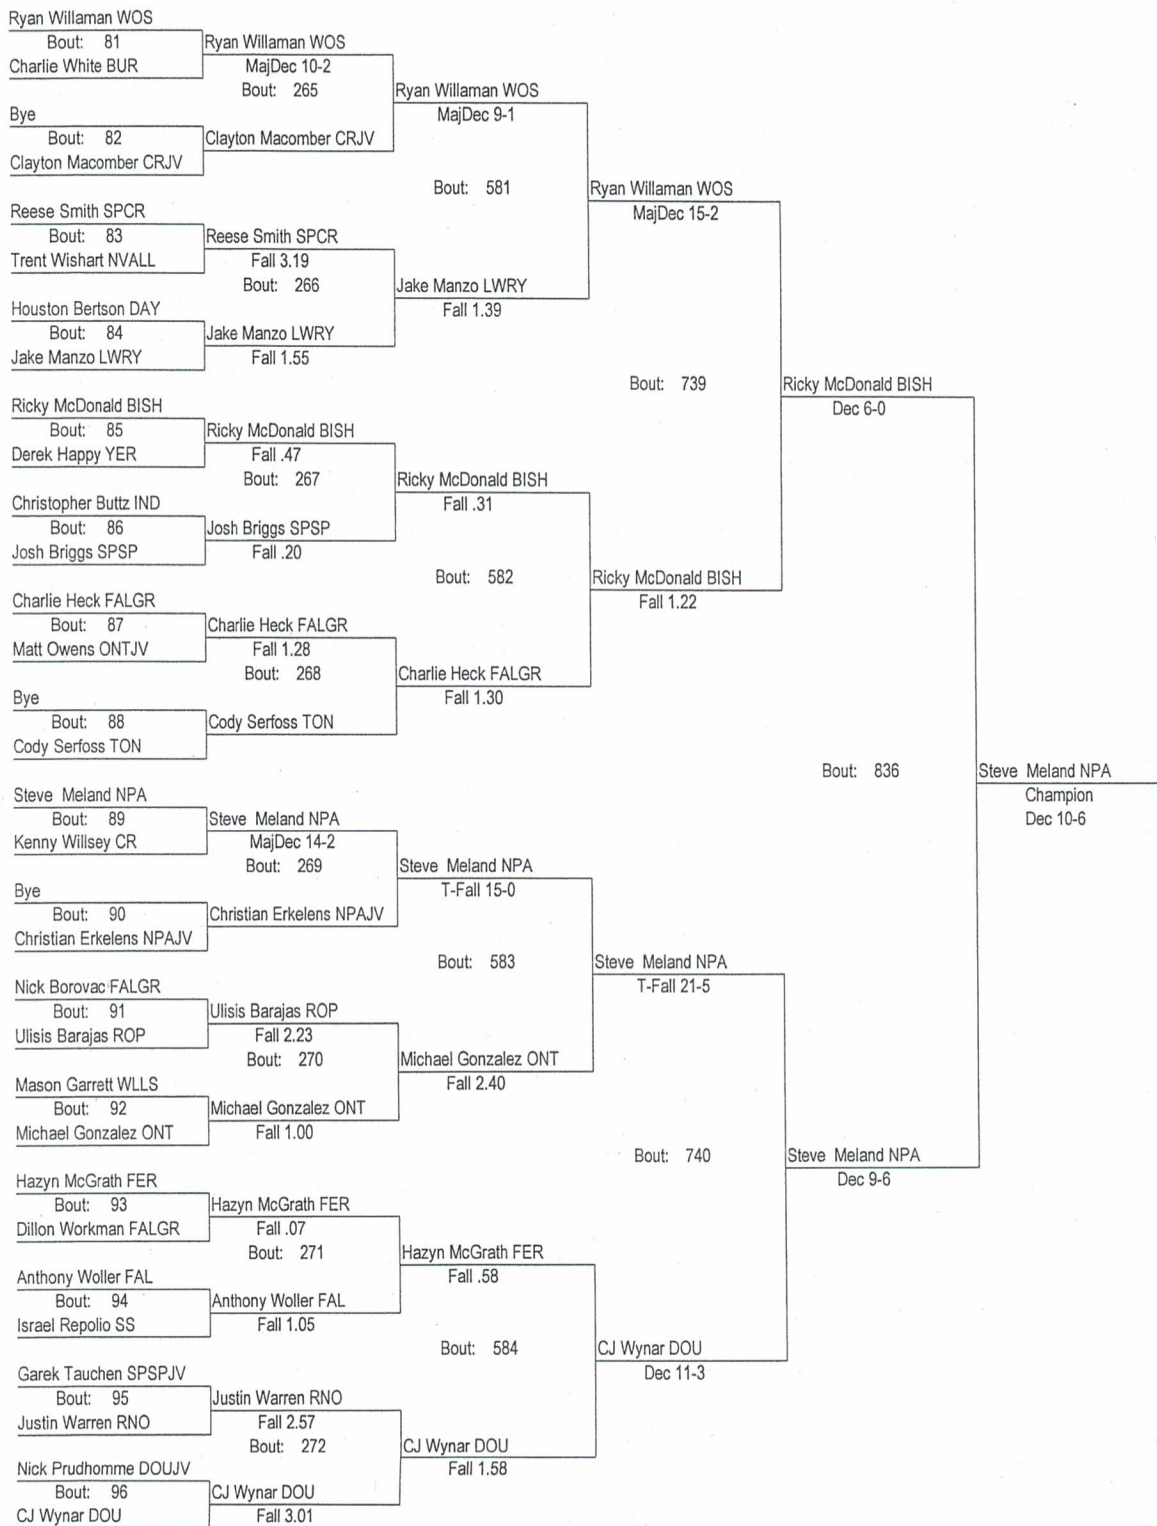 Ryan Willaman WOS
Bout: 81
Charlie White BUR
Bye
Bout: 82
Clayton Macomber CRJV
Reese Smith SPCR
Bout: 83
Trent Wishart NVALL
Houston Bertson DAY
Bout: 84
Jake Manzo LWRY
Ricky McDonald BISH
Bout: 85
Derek Happy YER
Christopher Buttz IND
Bout: 86
Josh Briggs SPSP
Charlie Heck FALGR
Bout: 87
Matt Owens ONTJV
Bye
Bout: 88
Cody Serfoss TON
Steve Meland NPA
Bout: 89
Kenny Willsey CR
Bye
Bout: 90
Christian Erkelens NPAJV
Nick Borovac FALGR
Bout: 91
Ulisis Barajas ROP
Mason Garrett WLLS
Bout: 92
Michael Gonzalez ONT
Hazyn McGrath FER
Bout: 93
Dillon Workman FALGR
Anthony Woller FAL
Bout: 94
Israel Repolio SS
Garek Tauchen SPSPJV
Bout: 95
Justin Warren RNO
Nick Prudhomme DOUJV
Bout: 96
CJ Wynar DOU
Ryan Willaman WOS
MajDec 10-2
Bout: 265
Clayton Macomber CRJV
Reese Smith SPCR
Fall 3.19
Bout: 266
Jake Manzo LWRY
Fall 1.55
Ricky McDonald BISH
Fall .47
Bout: 267
Josh Briggs SPSP
Fall .20
Charlie Heck FALGR
Fall 1.28
Bout: 268
Cody Serfoss TON
Steve Meland NPA
MajDec 14-2
Bout: 269
Christian Erkelens NPAJV
Ulisis Barajas ROP
Fall 2.23
Bout: 270
Michael Gonzalez ONT
Fall 1.00
Hazyn McGrath FER
Fall .07
Bout: 271
Anthony Woller FAL
Fall 1.05
Justin Warren RNO
Fall 2.57
Bout: 272
CJ Wynar DOU
Fall 3.01
Ryan Willaman WOS
MajDec 9-1
Bout: 581
Jake Manzo LWRY
Fall 1.39
Ricky McDonald BISH
Fall .31
Bout: 582
Charlie Heck FALGR
Fall 1.30
Steve Meland NPA
T-Fall 15-0
Bout: 583
Michael Gonzalez ONT
Fall 2.40
Hazyn McGrath FER
Fall .58
Bout: 584
CJ Wynar DOU
Fall 1.58
Ryan Willaman WOS
MajDec 15-2
Bout: 739
Ricky McDonald BISH
Fall 1.22
Steve Meland NPA
T-Fall 21-5
Bout: 740
CJ Wynar DOU
Dec 11-3
Ricky McDonald BISH
Dec 6-0
Bout: 836
Steve Meland NPA
Dec 9-6
Steve Meland NPA
Champion
Dec 10-6